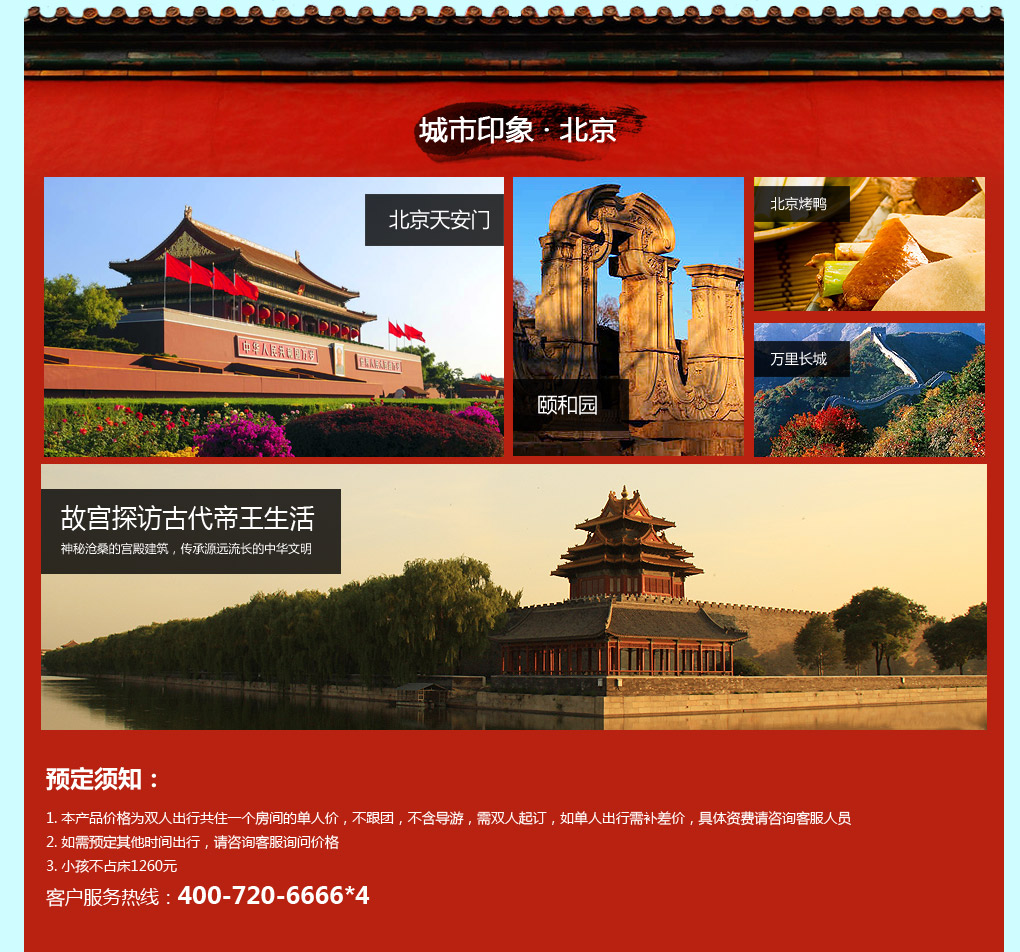 城市印象 · 北京
北京天安门
北京烤鸭
万里长城
颐和园
故宫探访古代帝王生活
神秘沧桑的宫殿建筑，传承源远流长的中华文明
预定须知：
1. 本产品价格为双人出行共住一个房间的单人价，不跟团，不含导游，需双人起订，如单人出行需补差价，具体资费请咨询客服人员
2. 如需预定其他时间出行，请咨询客服询问价格
3. 小孩不占床1260元
客户服务热线：400-720-6666*4